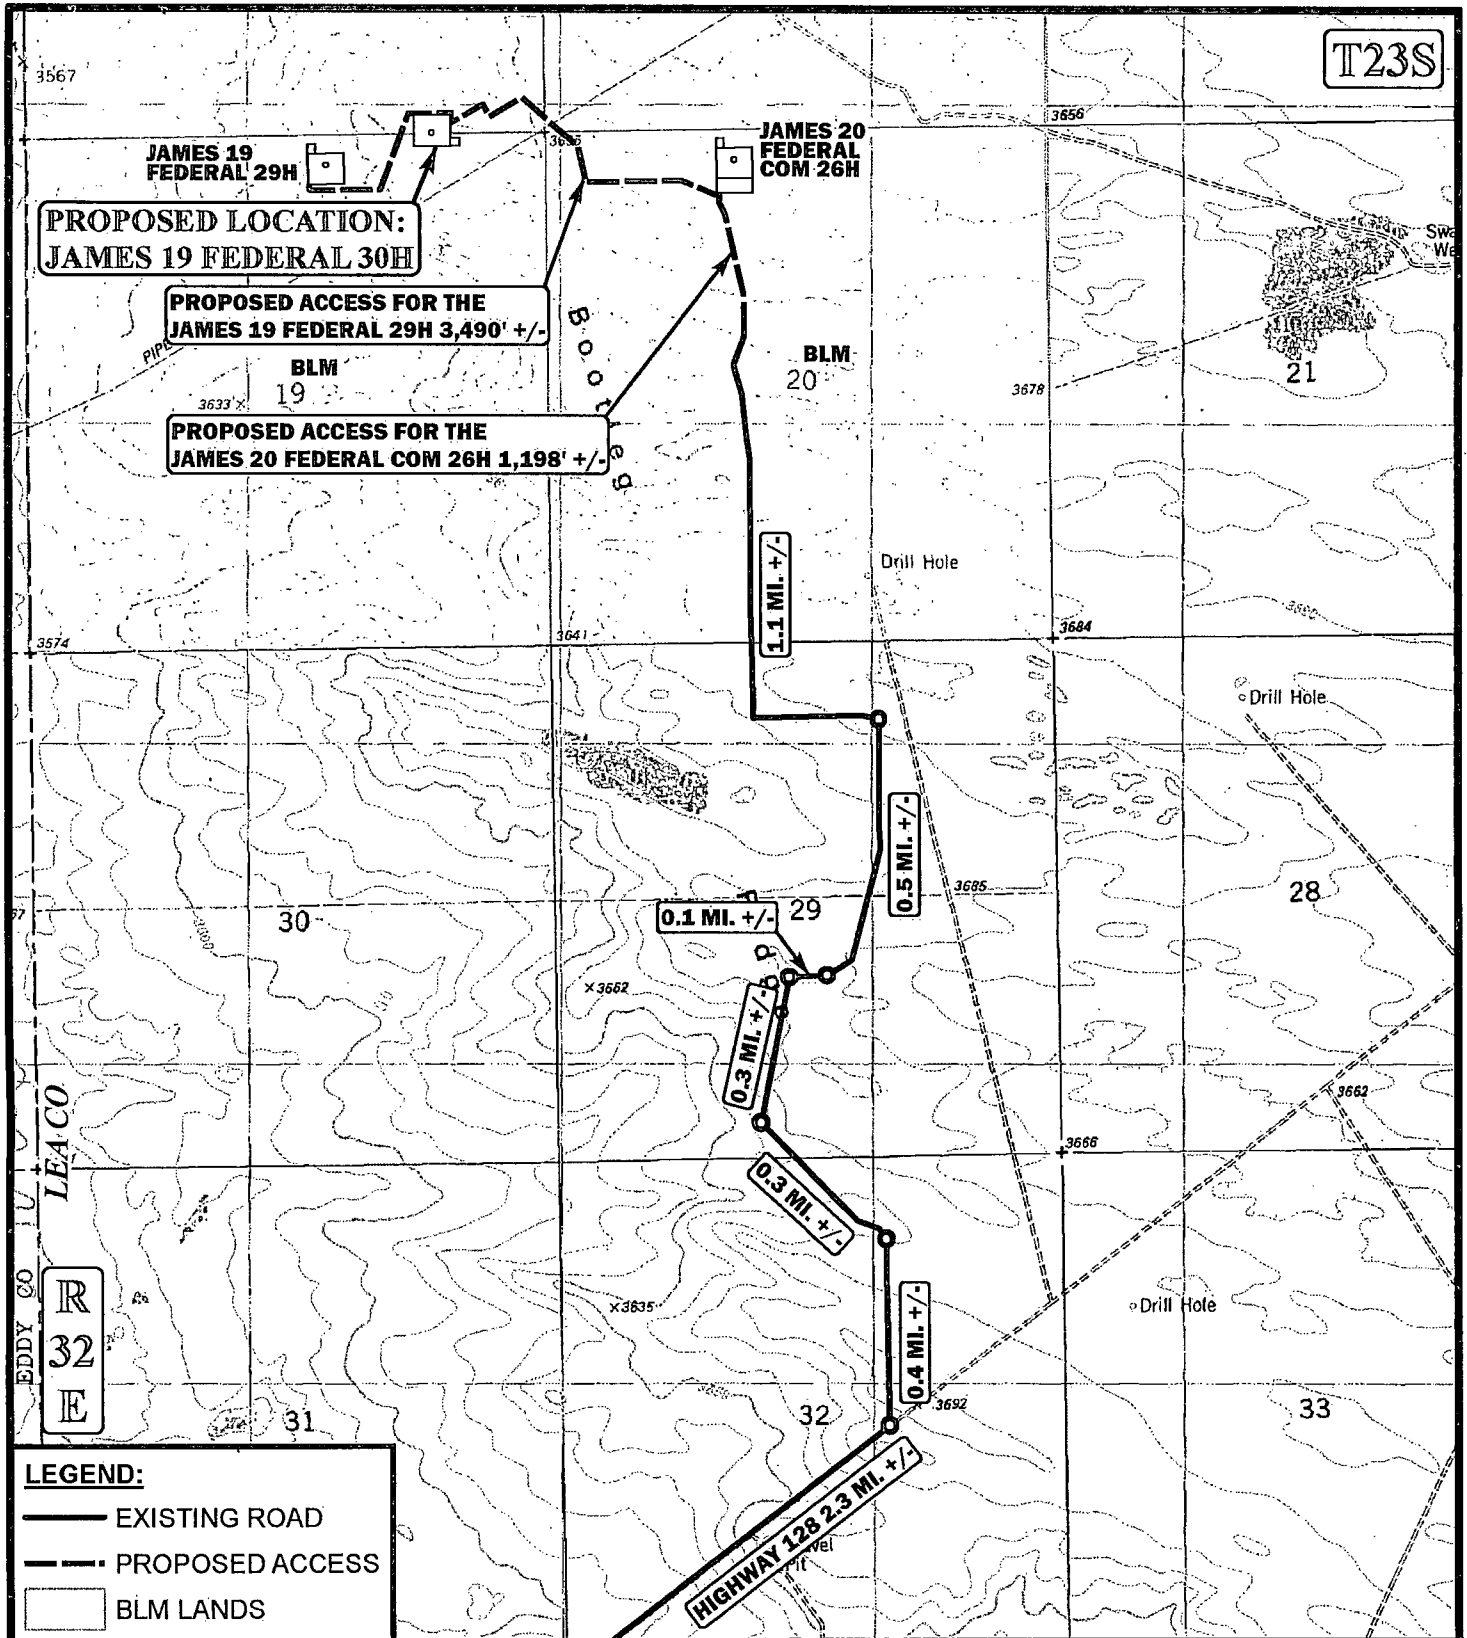 T23S
3567
3656
JAMES 19
FEDERAL 29H
JAMES 20
FEDERAL
COM 26H
PROPOSED LOCATION:
JAMES 19 FEDERAL 30H
PROPOSED ACCESS FOR THE
JAMES 19 FEDERAL 29H 3,490' +/-
Bootleg
BLM
19
BLM
20
21
3678
3633
PROPOSED ACCESS FOR THE
JAMES 20 FEDERAL COM 26H 1,198' +/-
1.1 MI. +/-
Drill Hole
3574
3641
3684
Drill Hole
0.5 MI. +/-
3685
28
30
0.1 MI. +/-
29
3662
0.3 MI. +/-
3662
3666
LEA CO
0.3 MI. +/-
EDDY CO
R
32
E
3635
Drill Hole
0.4 MI. +/-
3692
31
32
33
HIGHWAY 128 2.3 MI. +/-
LEGEND:
EXISTING ROAD
PROPOSED ACCESS
BLM LANDS